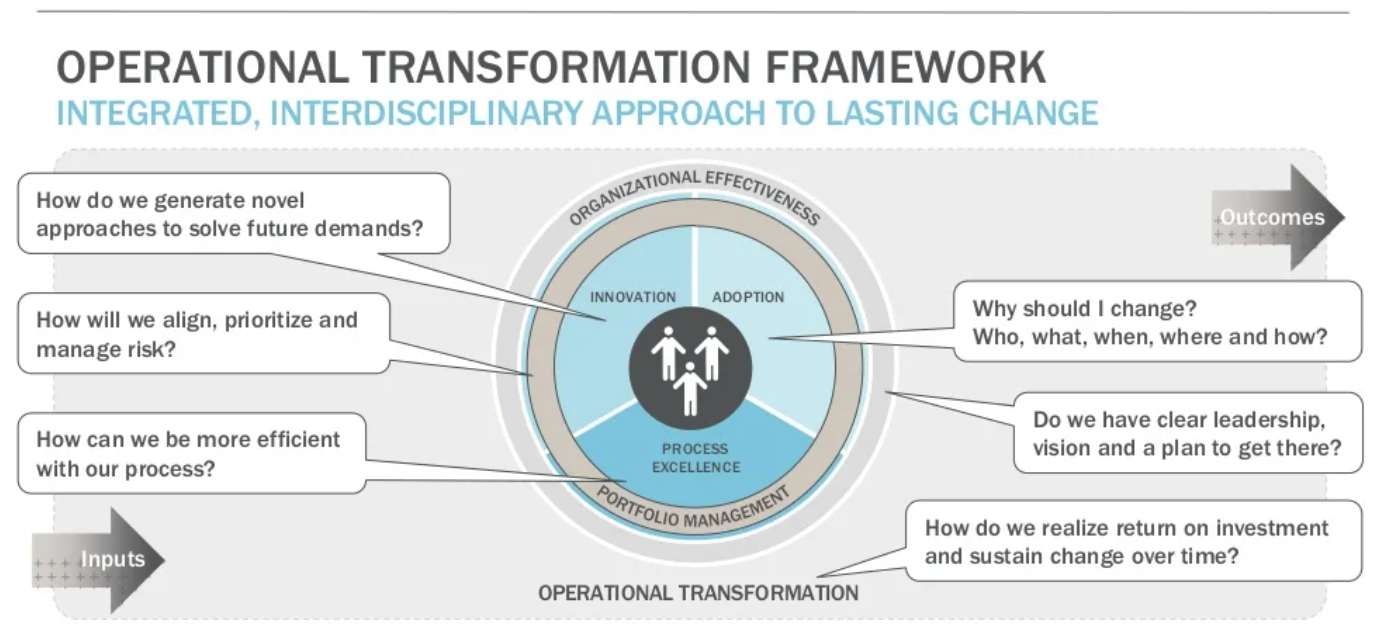 OPERATIONAL TRANSFORMATION FRAMEWORK
INTEGRATED, INTERDISCIPLINARY APPROACH TO LASTING CHANGE
How do we generate novel
approaches to solve future demands?
How will we align, prioritize and
manage risk?
How can we be more efficient
with our process?
Inputs
ORGANIZATIONAL EFFECTIVENESS
INNOVATION
ADOPTION
PROCESS
EXCELLENCE
PORTFOLIO MANAGEMENT
OPERATIONAL TRANSFORMATION
Outcomes
Why should I change?
Who, what, when, where and how?
Do we have clear leadership,
vision and a plan to get there?
How do we realize return on investment
and sustain change over time?